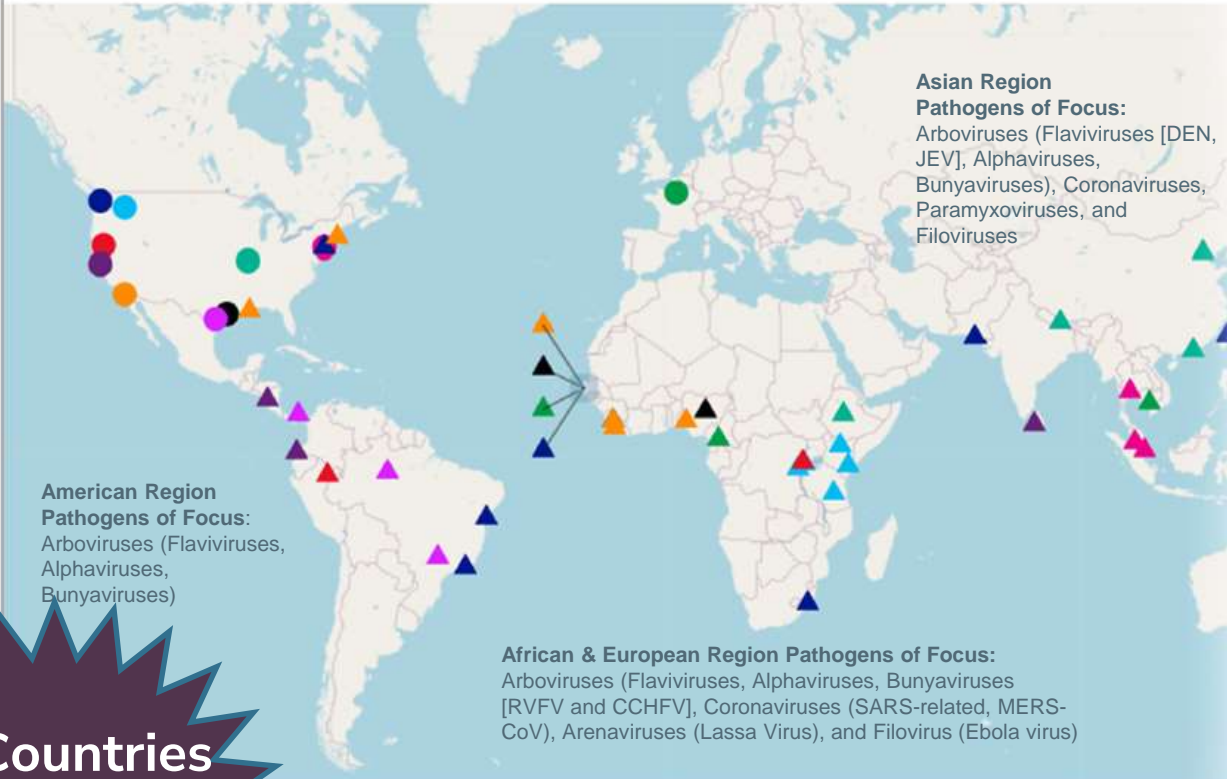 Asian Region
Pathogens of Focus:
Arboviruses (Flaviviruses [DEN,
JEV], Alphaviruses,
Bunyaviruses), Coronaviruses,
Paramyxoviruses, and
Filoviruses
American Region
Pathogens of Focus:
Arboviruses (Flaviviruses,
Alphaviruses,
Bunyaviruses)
African & European Region Pathogens of Focus:
Arboviruses (Flaviviruses, Alphaviruses, Bunyaviruses
[RVFV and CCHFV], Coronaviruses (SARS-related, MERS-
CoV), Arenaviruses (Lassa Virus), and Filovirus (Ebola virus)
Countries